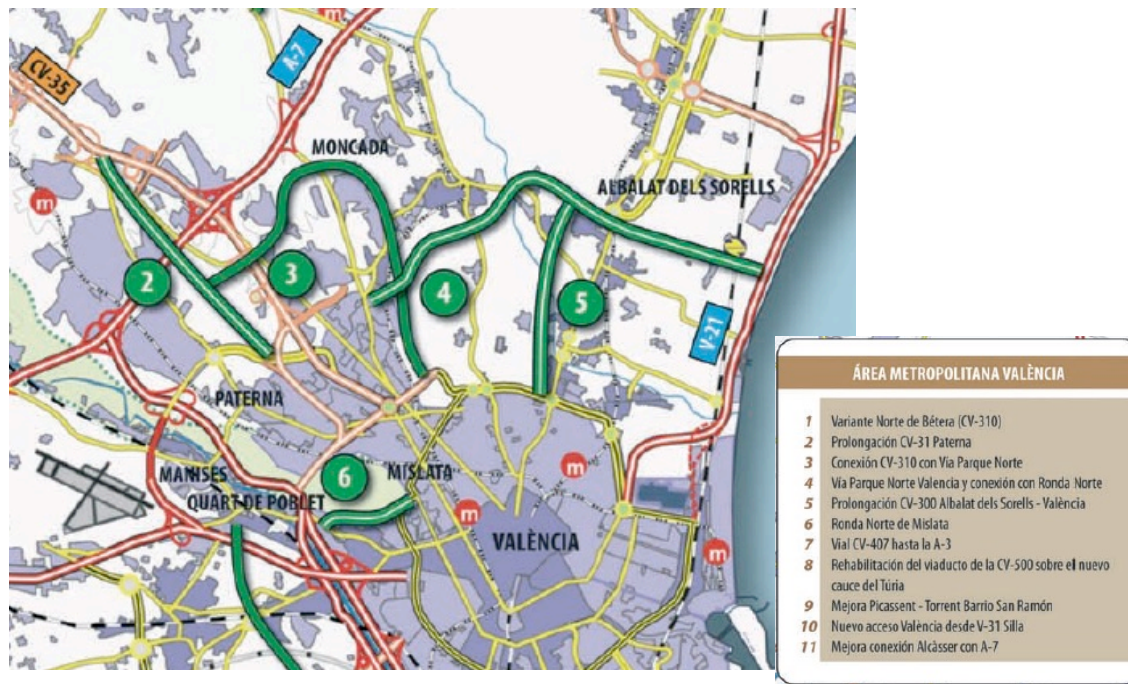 CV-35
A-7
m
MONCADA
ALBALAT DELS SORELLS
m
2
3
4
5
V-21
PATERNA
MANISES
6
MISLATA
m
QUART DE POBLET
m
VALÈNCIA
m
ÁREA METROPOLITANA VALÈNCIA
1 Variante Norte de Bétera (CV-310)
2 Prolongación CV-31 Paterna
3 Conexión CV-310 con Vía Parque Norte
4 Vía Parque Norte Valencia y conexión con Ronda Norte
5 Prolongación CV-300 Albalat dels Sorells - València
6 Ronda Norte de Mislata
7 Vial CV-407 hasta la A-3
8 Rehabilitación del viaducto de la CV-500 sobre el nuevo
cauce del Túria
9 Mejora Picassent - Torrent Barrio San Ramón
10 Nuevo acceso València desde V-31 Silla
11 Mejora conexión Alcàsser con A-7